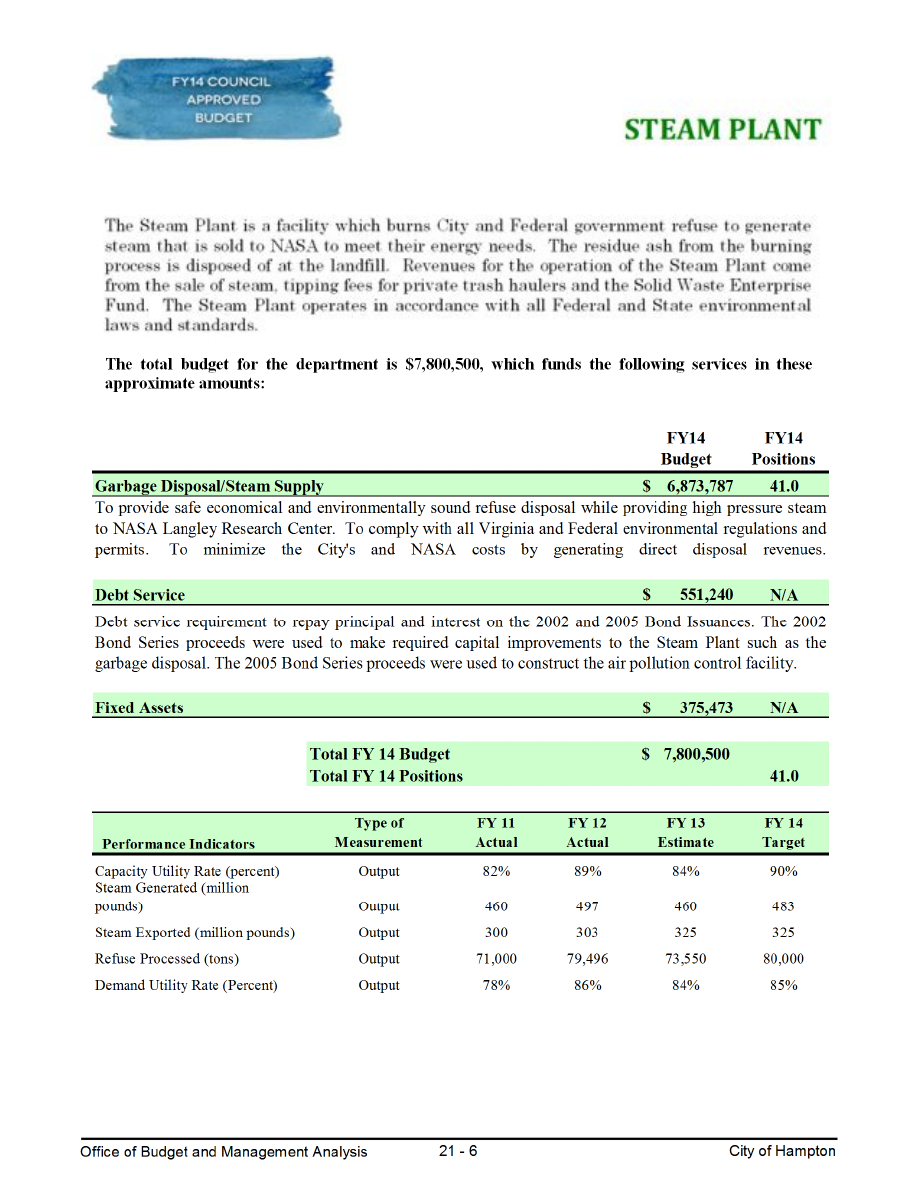 FY14 COUNCIL
APPROVED
BUDGET
STEAM PLANT
The Steam Plant is a facility which burns City and Federal government refuse to generate
steam that is sold to NASA to meet their energy needs. The residue ash from the burning
process is disposed of at the landfill. Revenues for the operation of the Steam Plant come
from the sale of steam, tipping fees for private trash haulers and the Solid Waste Enterprise
Fund. The Steam Plant operates in accordance with all Federal and State environmental
laws and standards.
The total budget for the department is $7,800,500, which funds the following services in these
approximate amounts:
FY14 FY14
Budget Positions
Garbage Disposal/Steam Supply $ 6,873,787 41.0
To provide safe economical and environmentally sound refuse disposal while providing high pressure steam
to NASA Langley Research Center. To comply with all Virginia and Federal environmental regulations and
permits. To minimize the City's and NASA costs by generating direct disposal revenues.
Debt Service $ 551,240 N/A
Debt service requirement to repay principal and interest on the 2002 and 2005 Bond Issuances. The 2002
Bond Series proceeds were used to make required capital improvements to the Steam Plant such as the
garbage disposal. The 2005 Bond Series proceeds were used to construct the air pollution control facility.
Fixed Assets $ 375,473 N/A
Total FY 14 Budget $ 7,800,500
Total FY 14 Positions 41.0
Type of FY 11 FY 12 FY 13 FY 14
Performance Indicators Measurement Actual Actual Estimate Target
Capacity Utility Rate (percent) Output 82% 89% 84% 90%
Steam Generated (million
pounds) Output 460 497 460 483
Steam Exported (million pounds) Output 300 303 325 325
Refuse Processed (tons) Output 71,000 79,496 73,550 80,000
Demand Utility Rate (Percent) Output 78% 86% 84% 85%
Office of Budget and Management Analysis 21 - 6 City of Hampton